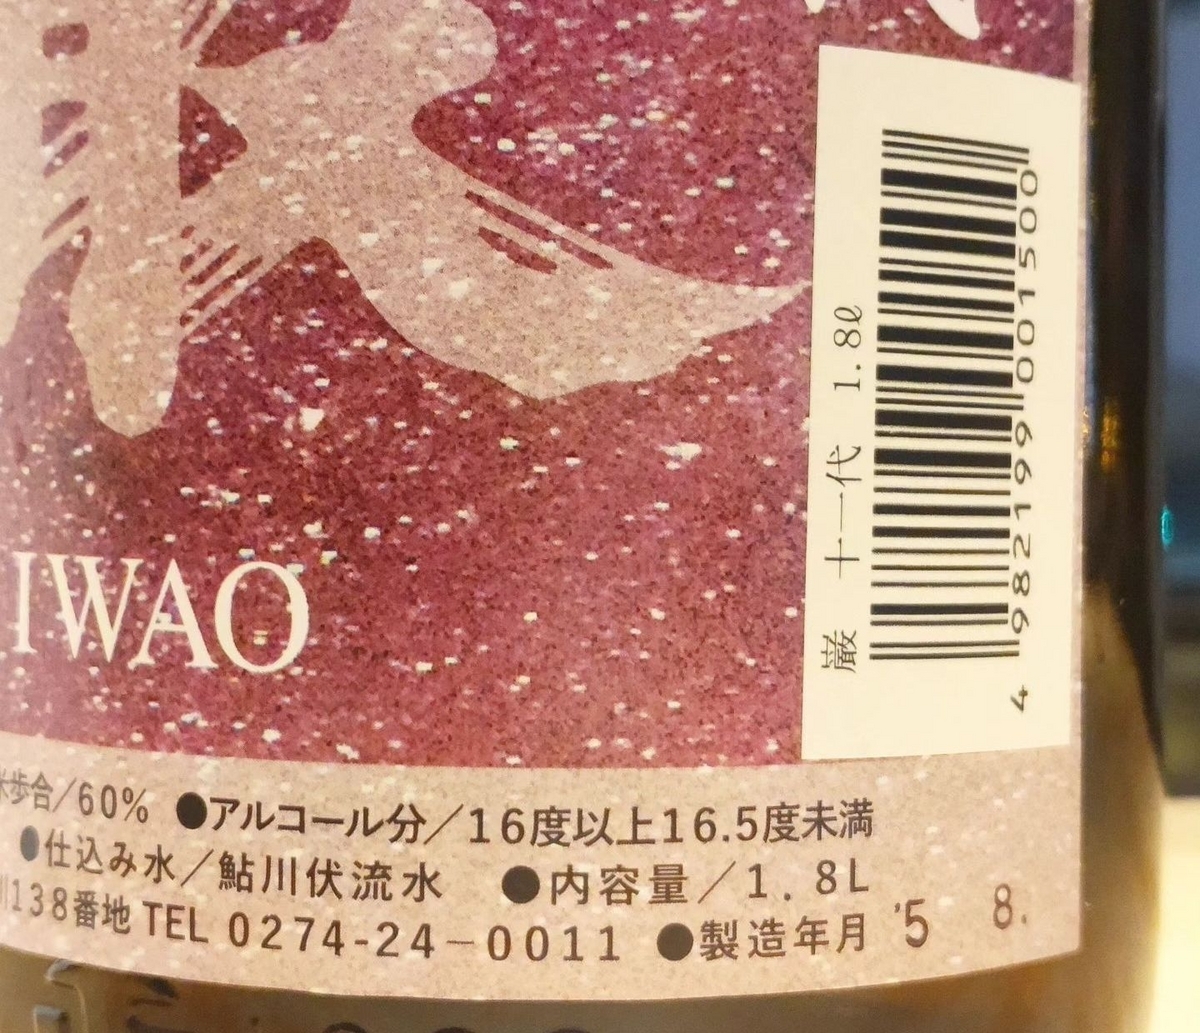 IWAO
巌 十一代 1.8ℓ
4 982199 001500
米歩合／60% ●アルコール分／16度以上16.5度未満
●仕込み水／鮎川伏流水 ●内容量／1.8L
川138番地 TEL 0274-24-0011 ●製造年月 '5 8.